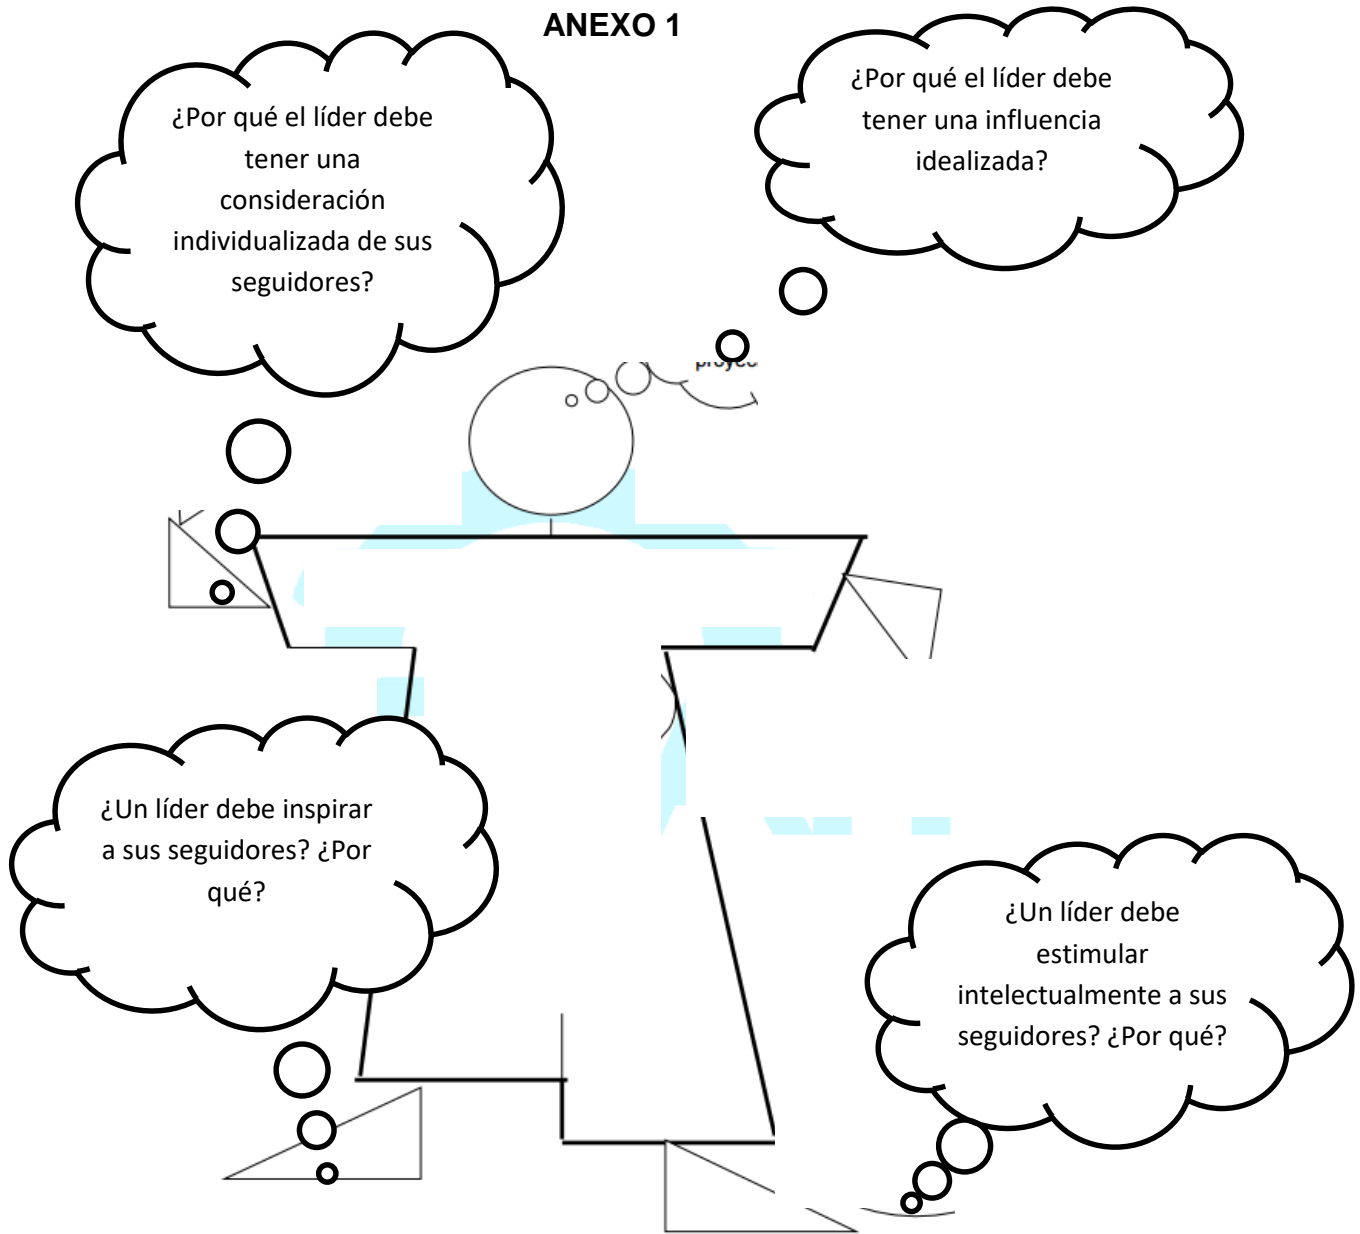 ANEXO 1
¿Por qué el líder debe
tener una
consideración
individualizada de sus
seguidores?
¿Por qué el líder debe
tener una influencia
idealizada?
¿Un líder debe inspirar
a sus seguidores? ¿Por
qué?
¿Un líder debe
estimular
intelectualmente a sus
seguidores? ¿Por qué?